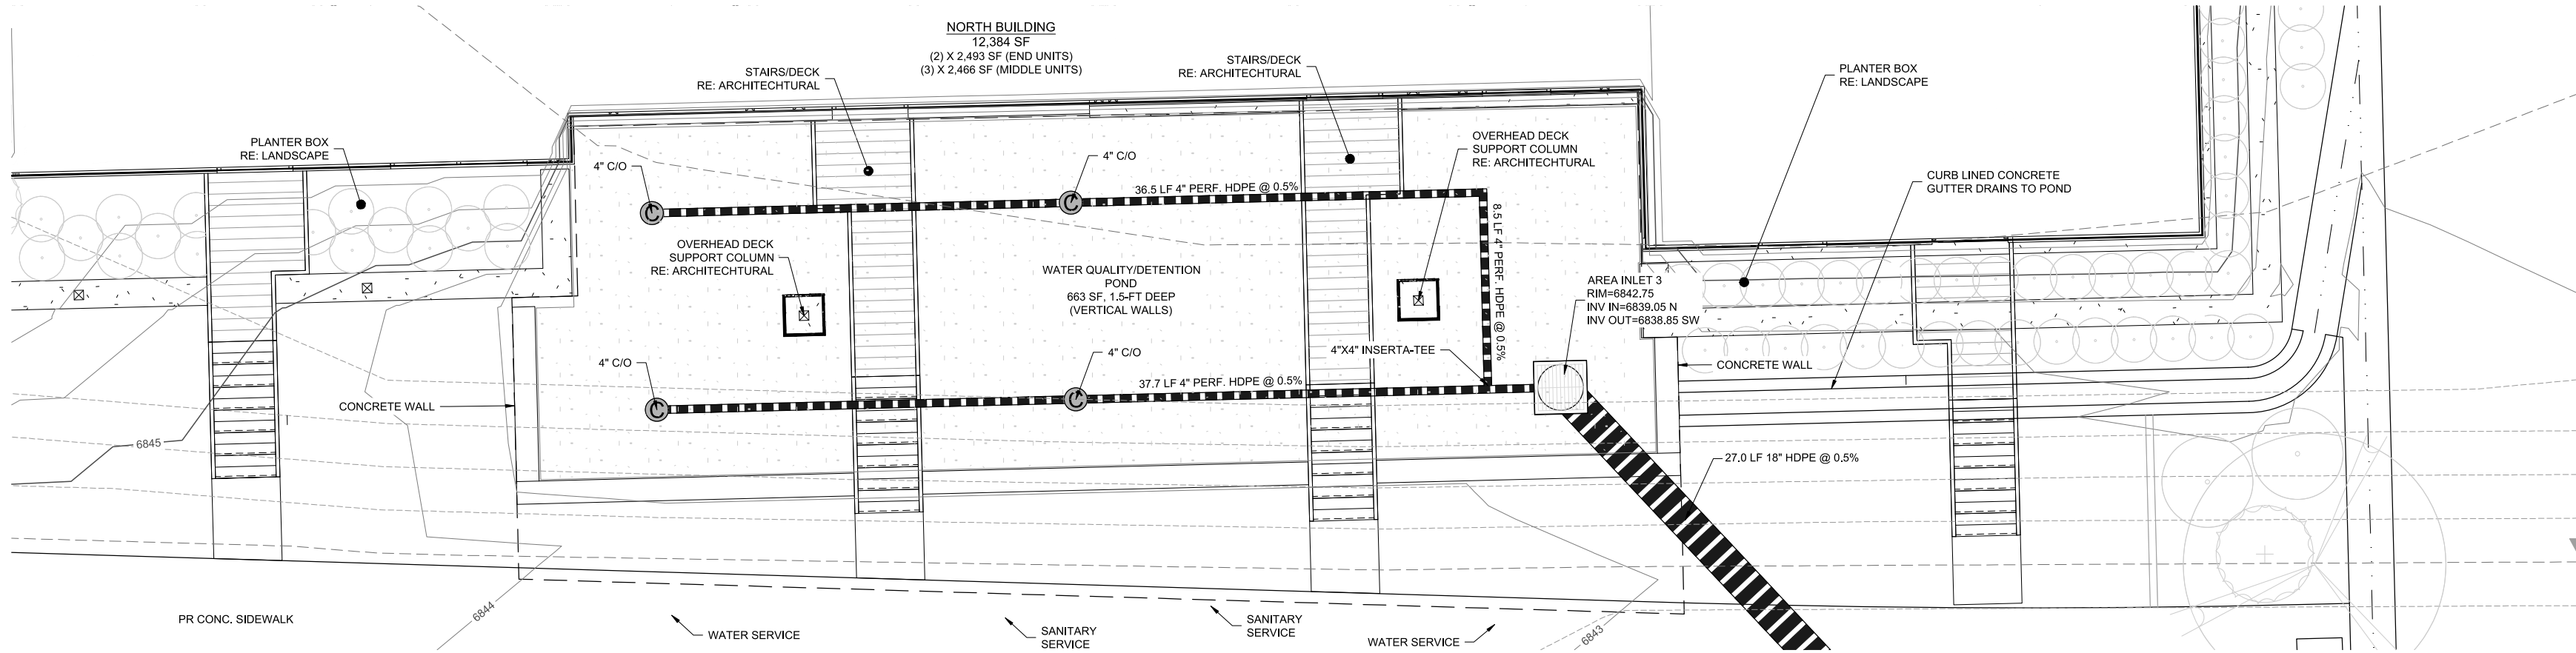 NORTH BUILDING
12,384 SF
(2) X 2,493 SF (END UNITS)
(3) X 2,466 SF (MIDDLE UNITS)
STAIRS/DECK
RE: ARCHITECHTURAL
STAIRS/DECK
RE: ARCHITECHTURAL
PLANTER BOX
RE: LANDSCAPE
PLANTER BOX
RE: LANDSCAPE
4" C/O
4" C/O
OVERHEAD DECK
SUPPORT COLUMN
RE: ARCHITECTURAL
CURB LINED CONCRETE
GUTTER DRAINS TO POND
36.5 LF 4" PERF. HDPE @ 0.5%
C
C
8.5 LF 4" PERF. HDPE @ 0.5%
OVERHEAD DECK
SUPPORT COLUMN
RE: ARCHITECTURAL
WATER QUALITY/DETENTION
POND
663 SF, 1.5-FT DEEP
(VERTICAL WALLS)
AREA INLET 3
RIM=6842.75
INV IN=6839.05 N
INV OUT=6838.85 SW
4" C/O
4" C/O
4"X4" INSERTA-TEE
CONCRETE WALL
37.7 LF 4" PERF. HDPE @ 0.5%
C
C
CONCRETE WALL
6845
27.0 LF 18" HDPE @ 0.5%
PR CONC. SIDEWALK
6844
WATER SERVICE
SANITARY
SERVICE
SANITARY
SERVICE
WATER SERVICE
6843